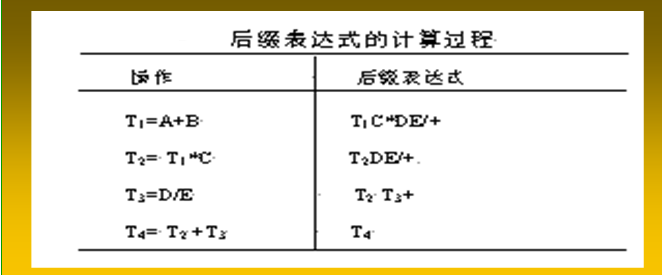 后缀表达式的计算过程
操作 后缀表达式
T₁=A+B T₁C*DE/+
T₂=T₁*C T₂DE/+
T₃=D/E T₂T₃+
T₄=T₂+T₃ T₄